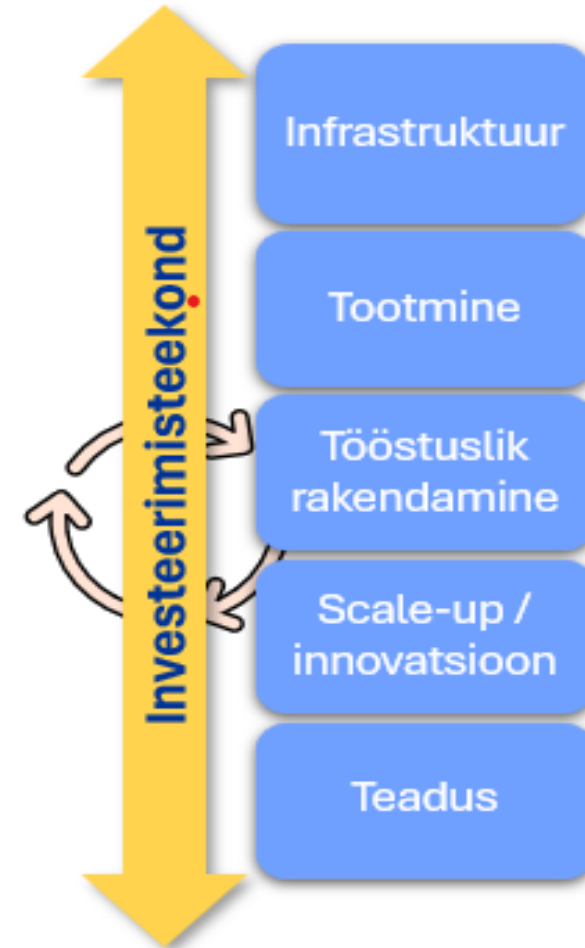 Investeerimisteekond
Infrastruktuur
Tootmine
Tööstuslik
rakendamine
Scale-up /
innovatsioon
Teadus